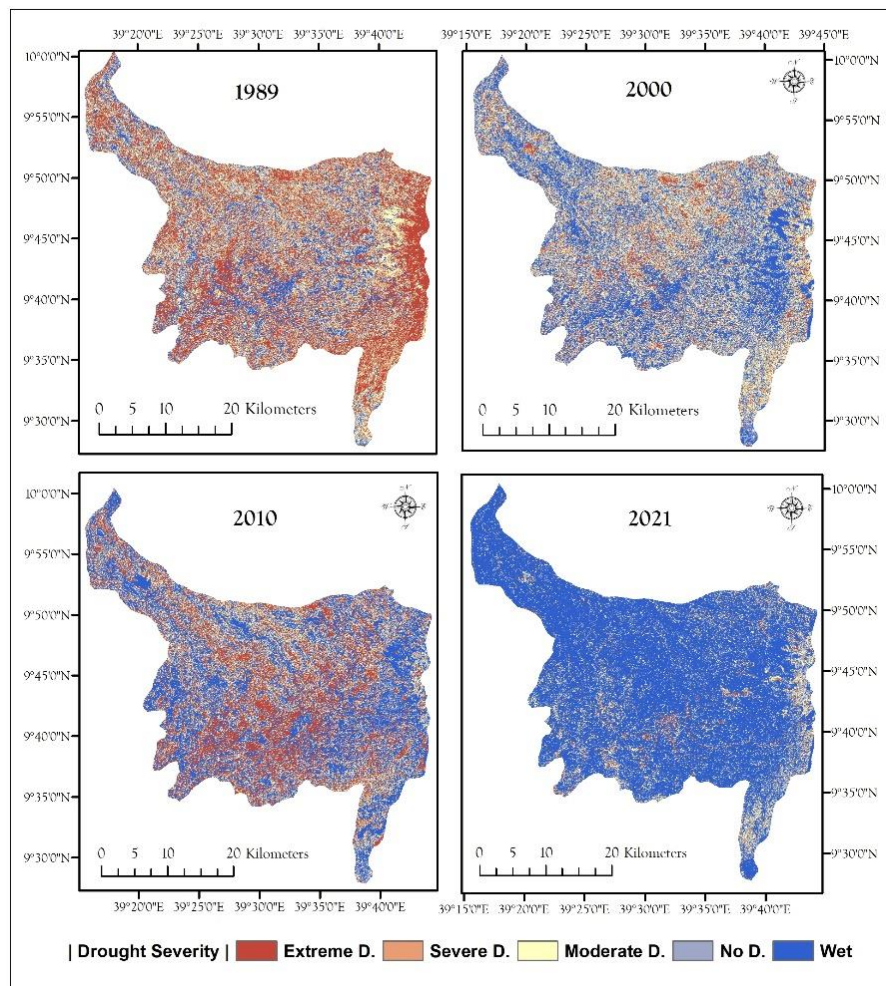 39°20'0"E 39°25'0"E 39°30'0"E 39°35'0"E 39°40'0"E
39°20'0"E 39°25'0"E 39°30'0"E 39°35'0"E 39°40'0"E 39°45'0"E
10°0'0"N
9°55'0"N
9°50'0"N
9°45'0"N
9°40'0"N
9°35'0"N
9°30'0"N
1989
0 5 10 20 Kilometers
2000
0 5 10 20 Kilometers
10°0'0"N
9°55'0"N
9°50'0"N
9°45'0"N
9°40'0"N
9°35'0"N
9°30'0"N
10°0'0"N
9°55'0"N
9°50'0"N
9°45'0"N
9°40'0"N
9°35'0"N
9°30'0"N
2010
0 5 10 20 Kilometers
2021
0 5 10 20 Kilometers
10°0'0"N
9°55'0"N
9°50'0"N
9°45'0"N
9°40'0"N
9°35'0"N
9°30'0"N
39°20'0"E 39°25'0"E 39°30'0"E 39°35'0"E 39°40'0"E
39°15'0"E 39°20'0"E 39°25'0"E 39°30'0"E 39°35'0"E 39°40'0"E
| Drought Severity | Extreme D. Severe D. Moderate D. No D. Wet